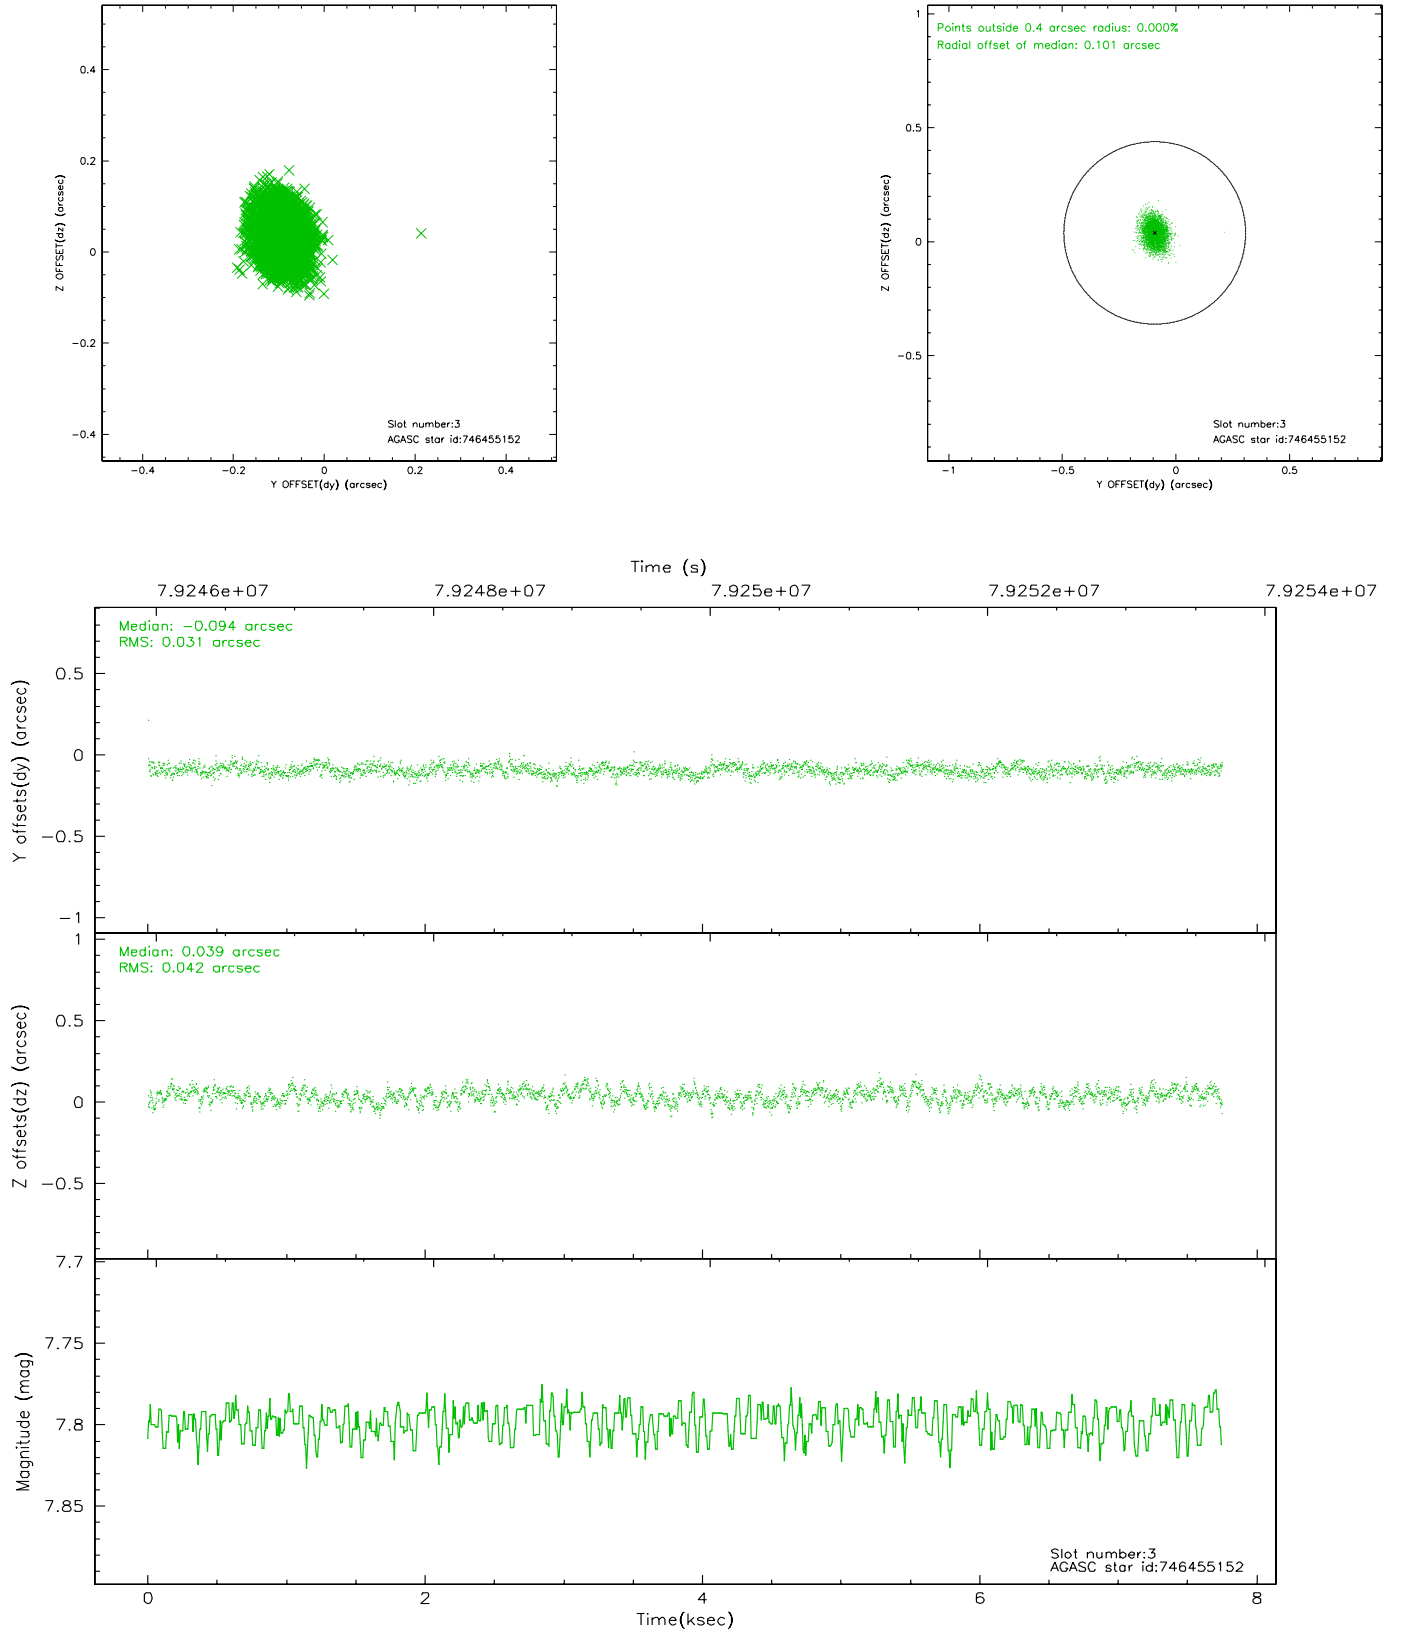 0.4
0.2
0
−0.2
−0.4
Z OFFSET(dz) (arcsec)
Slot number:3
AGASC star id:746455152
−0.4 −0.2 0 0.2 0.4
Y OFFSET(dy) (arcsec)
Points outside 0.4 arcsec radius: 0.000%
Radial offset of median: 0.101 arcsec
1
0.5
0
−0.5
Z OFFSET(dz) (arcsec)
Slot number:3
AGASC star id:746455152
−1 −0.5 0 0.5
Y OFFSET(dy) (arcsec)
Time (s)
7.9246e+07 7.9248e+07 7.925e+07 7.9252e+07 7.9254e+07
Median: −0.094 arcsec
RMS: 0.031 arcsec
0.5
0
−0.5
−1
Y offsets(dy) (arcsec)
Median: 0.039 arcsec
RMS: 0.042 arcsec
1
0.5
0
−0.5
Z offsets(dz) (arcsec)
7.7
7.75
7.8
7.85
Magnitude (mag)
Slot number:3
AGASC star id:746455152
0 2 4 6 8
Time(ksec)